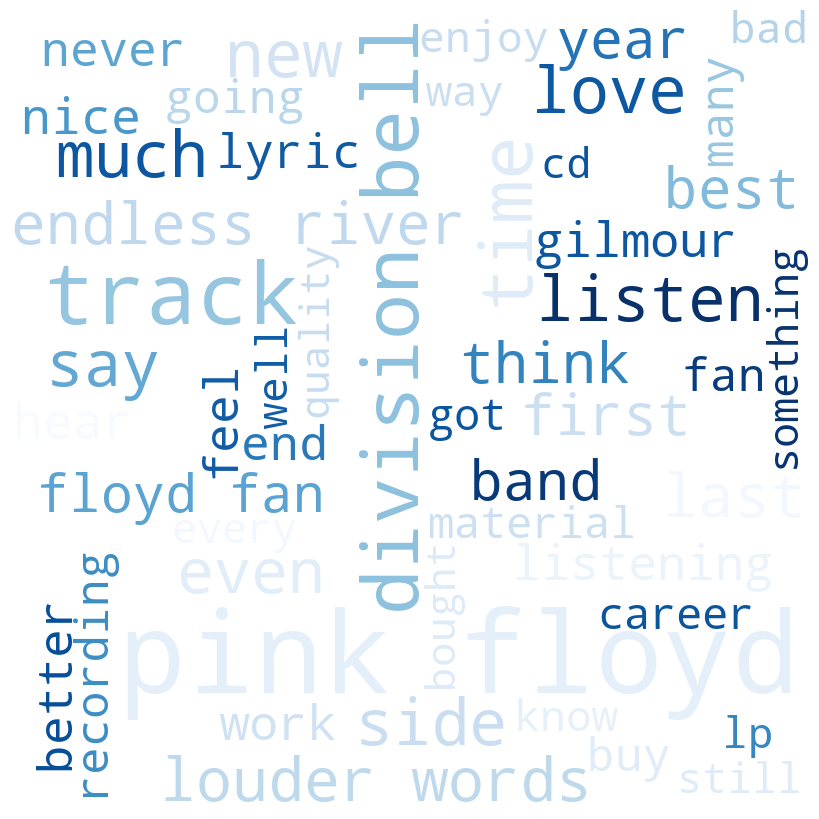 never
new
enjoy
year
bad
nice
going
way
love
many
much
lyric
division bell
time
cd
best
endless river
gilmour
track
quality
listen
something
say
well
think
fan
hear
feel
end
got
first
floyd fan
band
last
every
material
even
listening
recording
bought
better
career
pink floyd
work
side
know
lp
louder words
buy
still